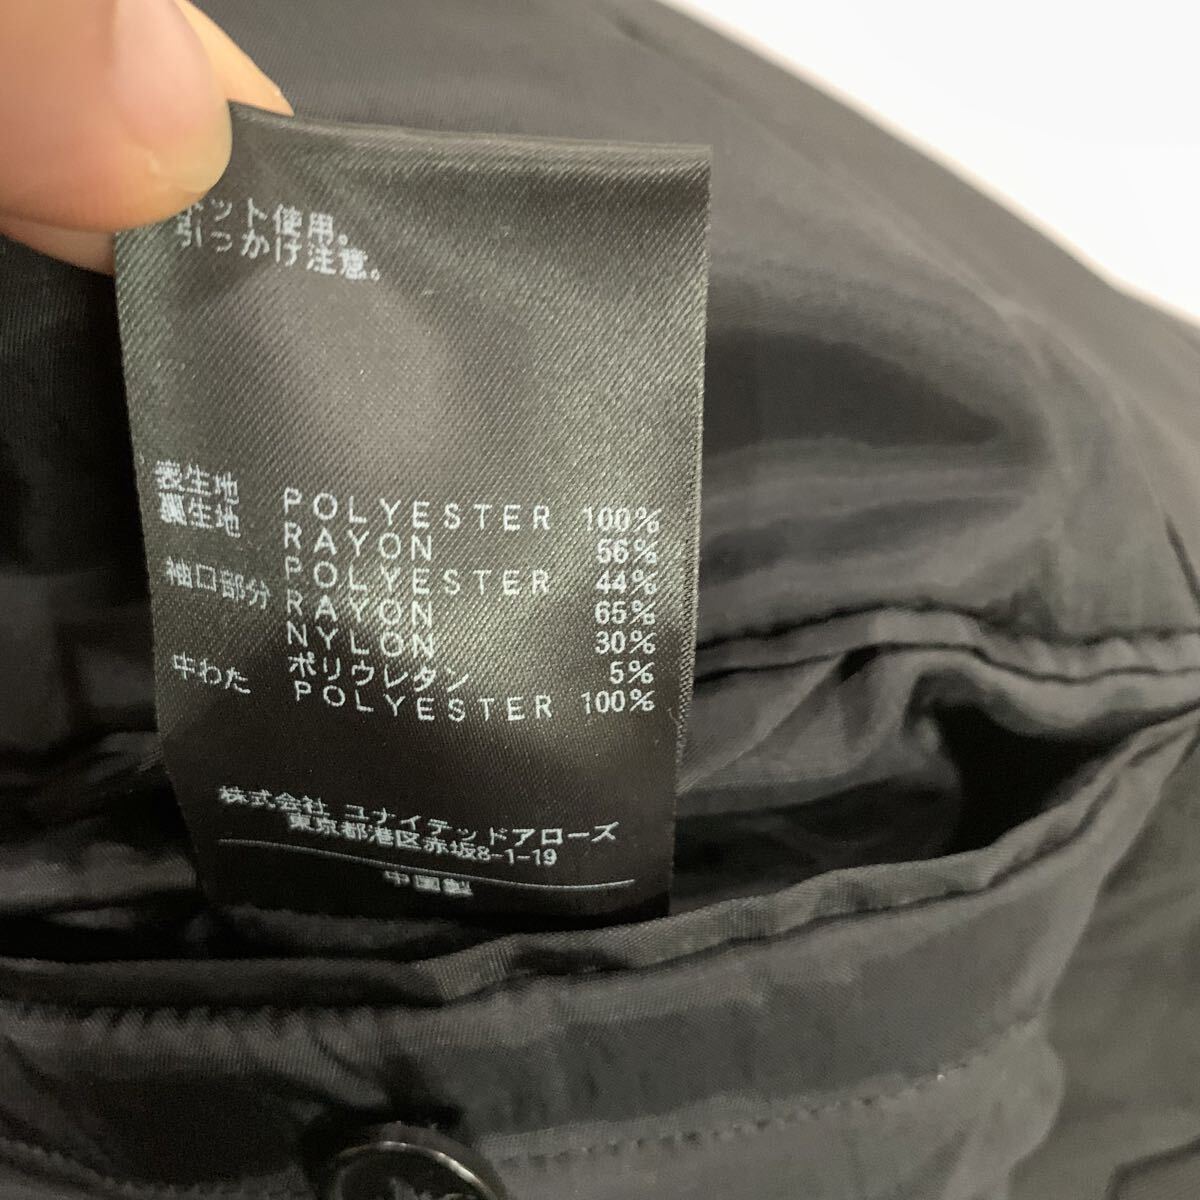 ネット使用。
引っかけ注意。
表生地 POLYESTER 100%
裏生地 RAYON 56%
POLYESTER 44%
袖口部分 RAYON 65%
NYLON 30%
ポリウレタン 5%
中わた POLYESTER 100%
株式会社 ユナイテッドアローズ
東京都港区赤坂8-1-19
中国製